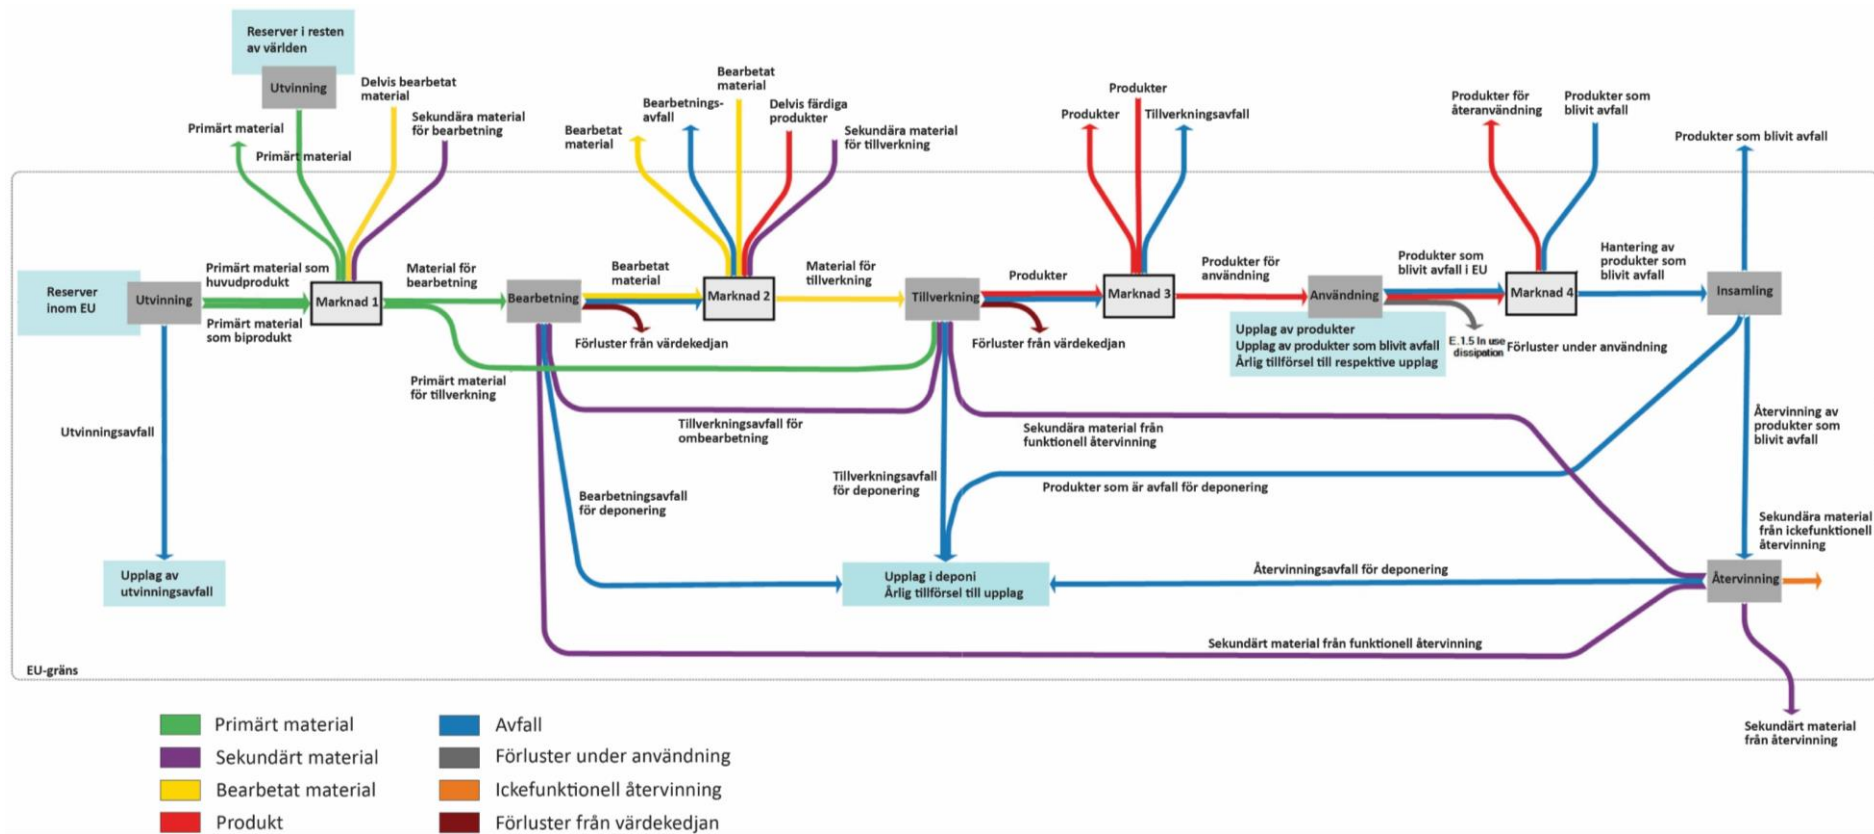 Reserver i resten
av världen
Utvinning
Primärt material
Primärt material
Delvis bearbetat
material
Sekundära material
för bearbetning
Bearbetat
material
Bearbetnings-
avfall
Bearbetat
material
Delvis färdiga
produkter
Sekundära material
för tillverkning
Produkter
Produkter
Tillverkningsavfall
Produkter för
återanvändning
Produkter som
blivit avfall
Produkter som blivit avfall
Reserver
inom EU
Utvinning
Primärt material som
huvudprodukt
Primärt material
som biprodukt
Marknad 1
Material för
bearbetning
Bearbetning
Bearbetat
material
Förluster från värdekedjan
Marknad 2
Material för
tillverkning
Tillverkning
Produkter
Förluster från värdekedjan
Marknad 3
Produkter för
användning
Användning
Upplag av produkter
Upplag av produkter som blivit avfall
Årlig tillförsel till respektive upplag
Produkter som
blivit avfall i EU
E.1.5 In use
dissipation
Förluster under användning
Marknad 4
Hantering av
produkter som
blivit avfall
Insamling
Primärt material
för tillverkning
Utvinningsavfall
Tillverkningsavfall för
ombearbetning
Sekundära material från
funktionell återvinning
Återvinning av
produkter som
blivit avfall
Bearbetningsavfall
för deponering
Tillverkningsavfall
för deponering
Produkter som är avfall för deponering
Sekundära material
från ickefunktionell
återvinning
Upplag av
utvinningsavfall
Upplag i deponi
Årlig tillförsel till upplag
Återvinningsavfall för deponering
Återvinning
Sekundärt material från funktionell återvinning
EU-gräns
Sekundärt material
från återvinning
Primärt material
Sekundärt material
Bearbetat material
Produkt
Avfall
Förluster under användning
Ickefunktionell återvinning
Förluster från värdekedjan